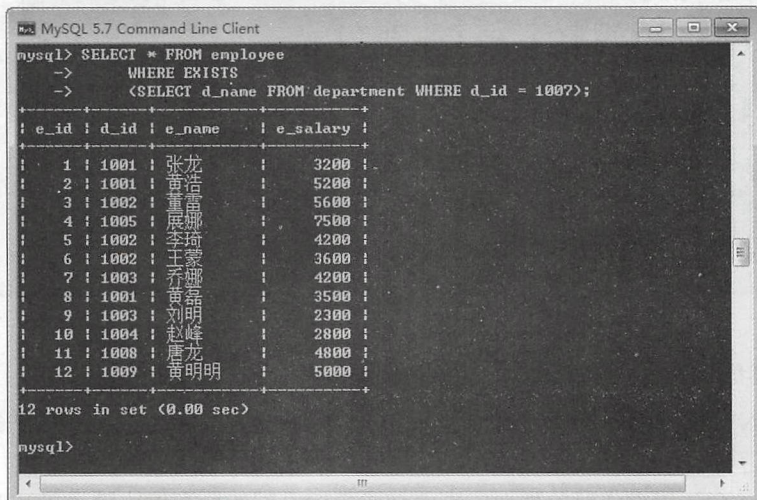 MySQL 5.7 Command Line Client
mysql> SELECT * FROM employee
    ->      WHERE EXISTS
    ->      (SELECT d_name FROM department WHERE d_id = 1007);
+------+------+--------+----------+
| e_id | d_id | e_name | e_salary |
+------+------+--------+----------+
| 1 | 1001 | 张龙 | 3200 |
| 2 | 1001 | 黄浩 | 5200 |
| 3 | 1002 | 董雷 | 5600 |
| 4 | 1005 | 展娜 | 7500 |
| 5 | 1002 | 李琦 | 4200 |
| 6 | 1002 | 王蒙 | 3600 |
| 7 | 1003 | 乔娜 | 4200 |
| 8 | 1001 | 黄磊 | 3500 |
| 9 | 1003 | 刘明 | 2300 |
| 10 | 1004 | 赵峰 | 2800 |
| 11 | 1008 | 唐龙 | 4800 |
| 12 | 1009 | 黄明明 | 5000 |
+------+------+--------+----------+
12 rows in set (0.00 sec)
mysql>